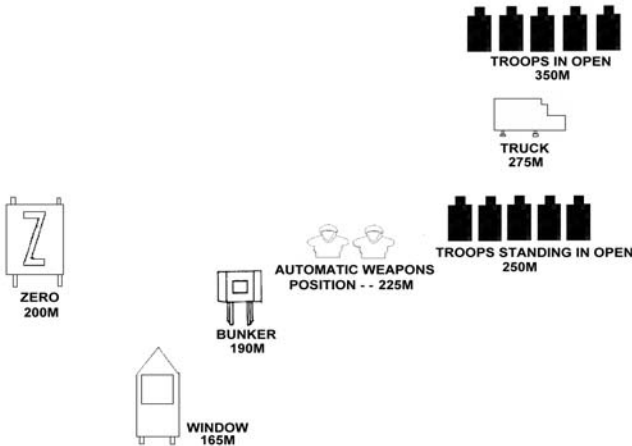 TROOPS IN OPEN
350M
TRUCK
275M
TROOPS STANDING IN OPEN
250M
AUTOMATIC WEAPONS
POSITION - - 225M
Z
ZERO
200M
BUNKER
190M
WINDOW
165M